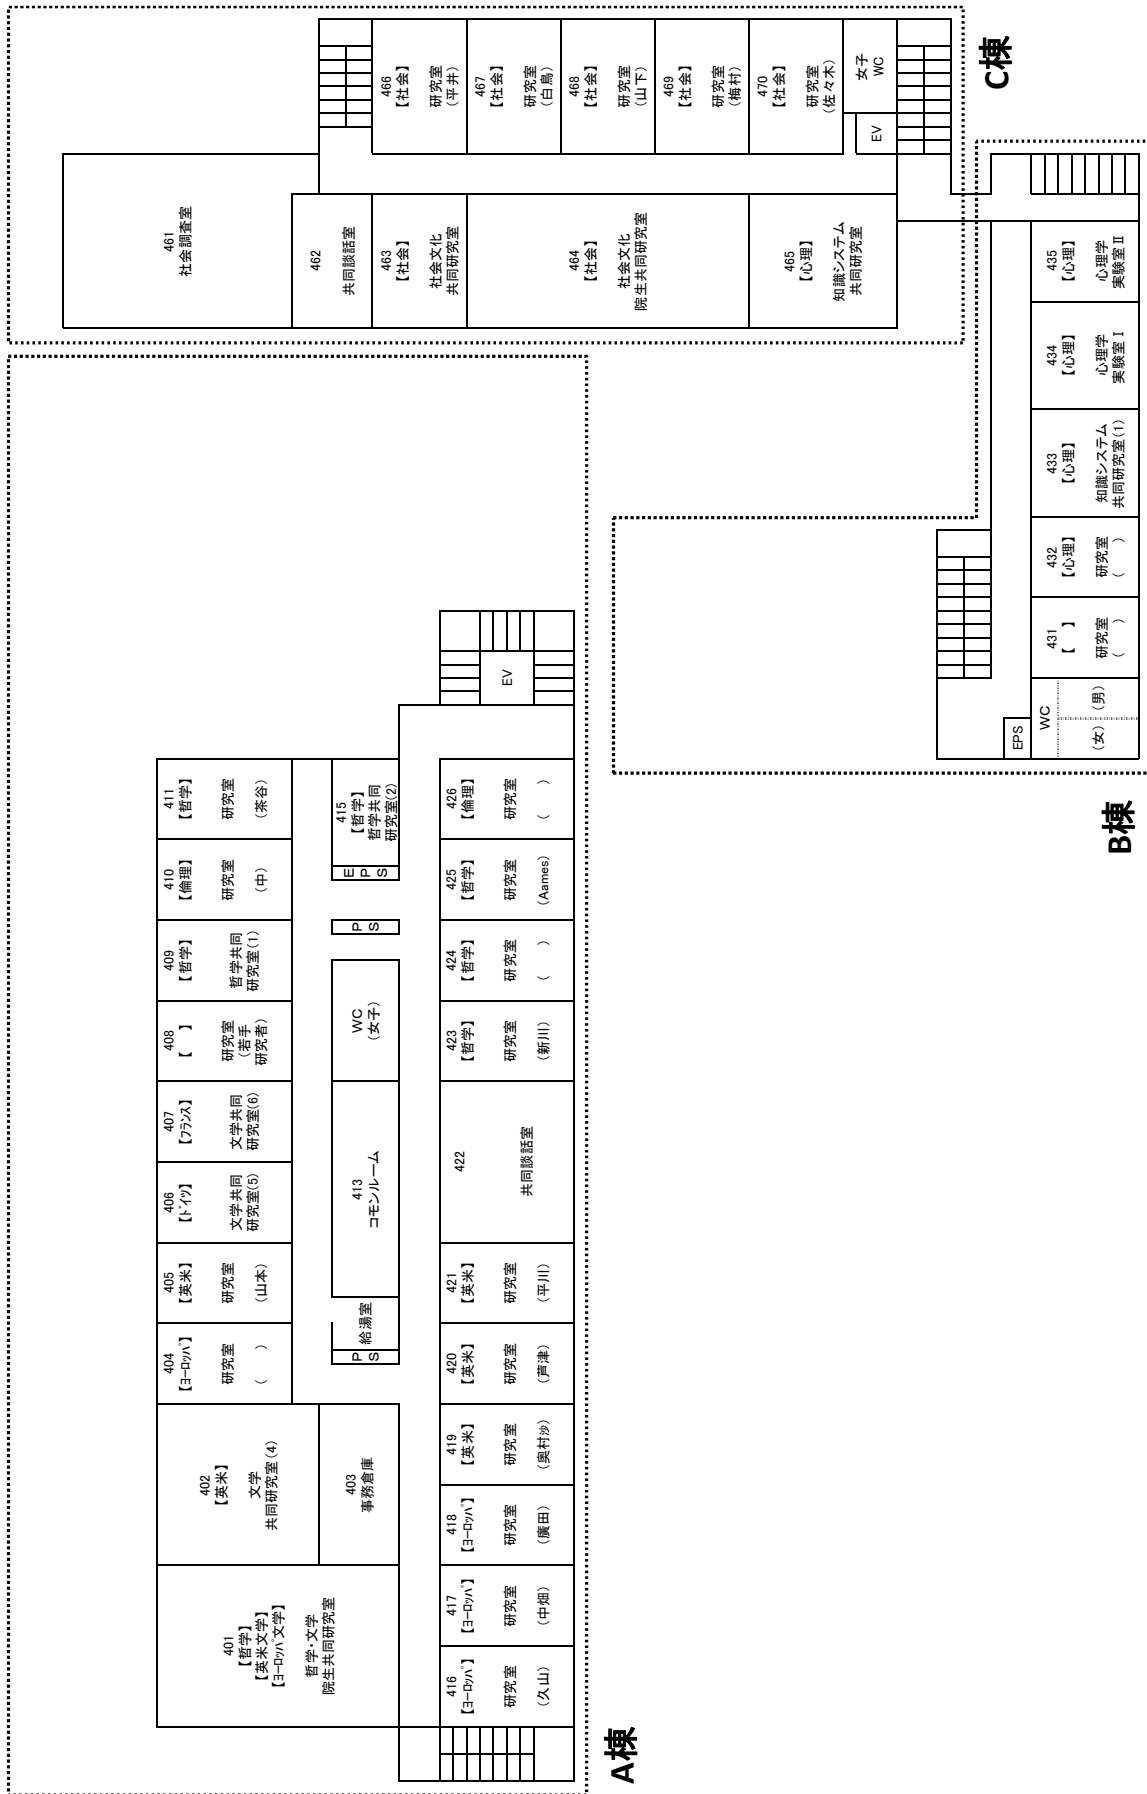 A棟
401
【哲学】
【英米文学】
【ﾖｰﾛｯﾊﾟ文学】
哲学・文学
院生共同研究室
402
【英米】
文学
共同研究室(4)
403
事務倉庫
404
【ﾖｰﾛｯﾊﾟ】
研究室
(　)
405
【英米】
研究室
(山本)
406
【ﾄﾞｲﾂ】
文学共同
研究室(5)
407
【ﾌﾗﾝｽ】
文学共同
研究室(6)
408
【　】
研究室
(若手
研究者)
409
【哲学】
哲学共同
研究室(1)
410
【倫理】
研究室
(中)
411
【哲学】
研究室
(茶谷)
PS
給湯室
413
コモンルーム
WC
(女子)
PS
EPS
415
【哲学】
哲学共同
研究室(2)
416
【ﾖｰﾛｯﾊﾟ】
研究室
(久山)
417
【ﾖｰﾛｯﾊﾟ】
研究室
(中畑)
418
【ﾖｰﾛｯﾊﾟ】
研究室
(廣田)
419
【英米】
研究室
(奥村沙)
420
【英米】
研究室
(芦津)
421
【英米】
研究室
(平川)
422
共同談話室
423
【哲学】
研究室
(新川)
424
【哲学】
研究室
(　)
425
【哲学】
研究室
(Aames)
426
【倫理】
研究室
(　)
EV
B棟
EPS
WC
(女)
(男)
431
【　】
研究室
(　)
432
【心理】
研究室
(　)
433
【心理】
知識システム
共同研究室(1)
434
【心理】
心理学
実験室Ⅰ
435
【心理】
心理学
実験室Ⅱ
C棟
461
社会調査室
462
共同談話室
463
【社会】
社会文化
共同研究室
464
【社会】
社会文化
院生共同研究室
465
【心理】
知識システム
共同研究室
466
【社会】
研究室
(平井)
467
【社会】
研究室
(白鳥)
468
【社会】
研究室
(山下)
469
【社会】
研究室
(梅村)
470
【社会】
研究室
(佐々木)
女子
WC
EV